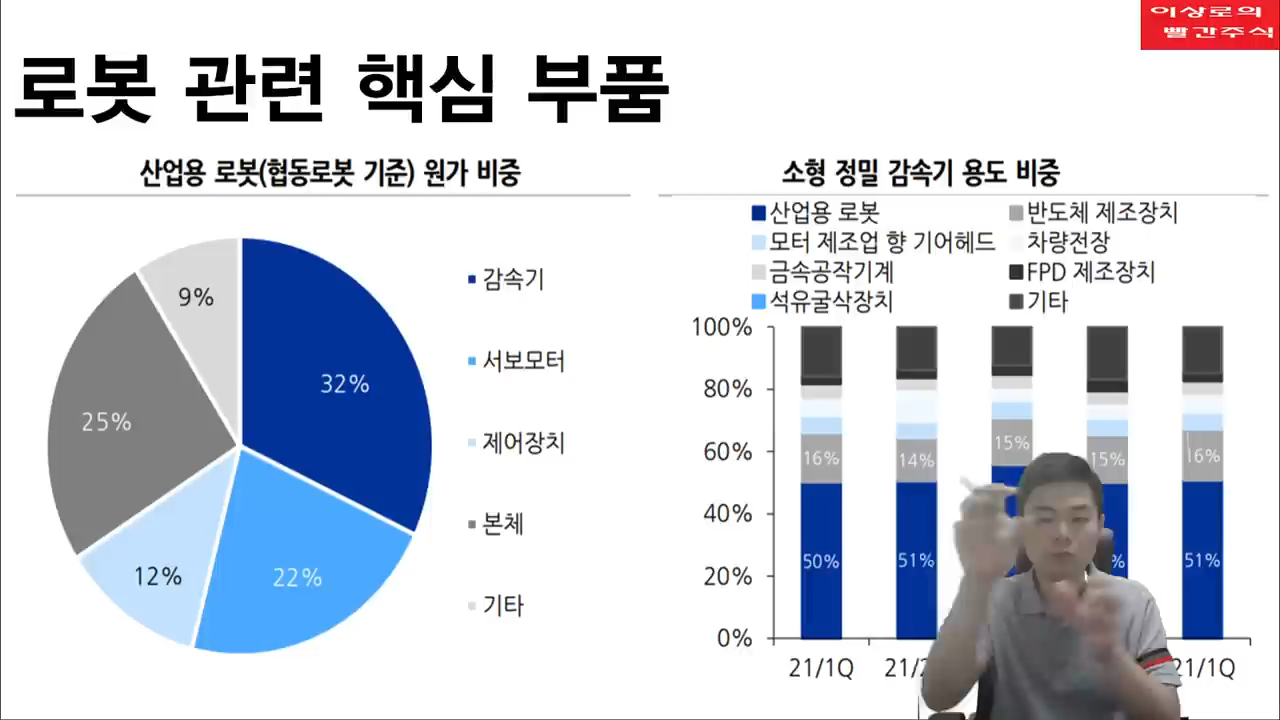 이상로의
빨간주식
로봇 관련 핵심 부품
산업용 로봇(협동로봇 기준) 원가 비중
9%
32%
25%
12%
22%
감속기
서보모터
제어장치
본체
기타
소형 정밀 감속기 용도 비중
산업용 로봇
반도체 제조장치
모터 제조업 향 기어헤드
차량전장
금속공작기계
FPD 제조장치
석유굴삭장치
기타
100%
80%
60%
40%
20%
0%
16%
14%
15%
15%
16%
50%
51%
%
51%
21/1Q
21/
21/1Q